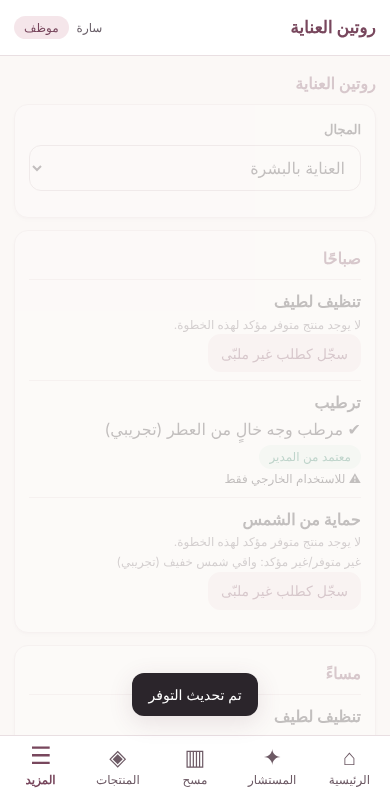 روتين العناية
سارة
موظف
روتين العناية
المجال
العناية بالبشرة
صباحًا
تنظيف لطيف
لا يوجد منتج متوفر مؤكد لهذه الخطوة.
سجّل كطلب غير ملبّى
ترطيب
✔ مرطب وجه خالٍ من العطر (تجريبي)
معتمد من المدير
⚠ للاستخدام الخارجي فقط
حماية من الشمس
لا يوجد منتج متوفر مؤكد لهذه الخطوة.
غير متوفر/غير مؤكد: واقي شمس خفيف (تجريبي)
سجّل كطلب غير ملبّى
مساءً
تنظيف لطيف
تم تحديث التوفر
الرئيسية
المستشار
مسح
المنتجات
المزيد